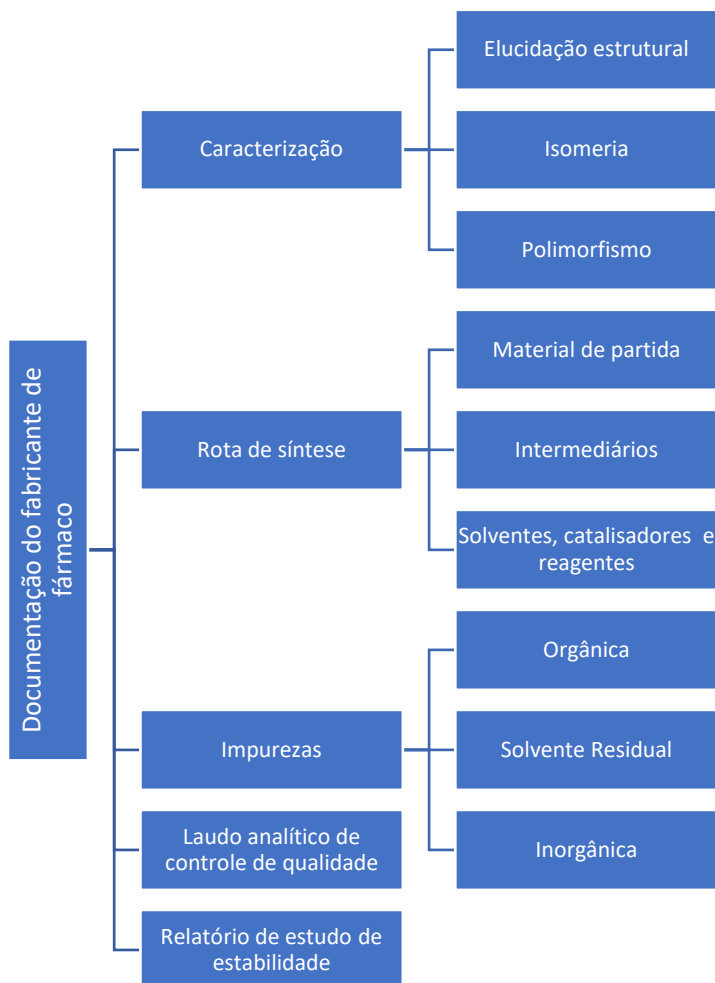 Documentação do fabricante de
fármaco
Caracterização
Elucidação estrutural
Isomeria
Polimorfismo
Rota de síntese
Material de partida
Intermediários
Solventes, catalisadores e
reagentes
Impurezas
Orgânica
Solvente Residual
Inorgânica
Laudo analítico de
controle de qualidade
Relatório de estudo de
estabilidade